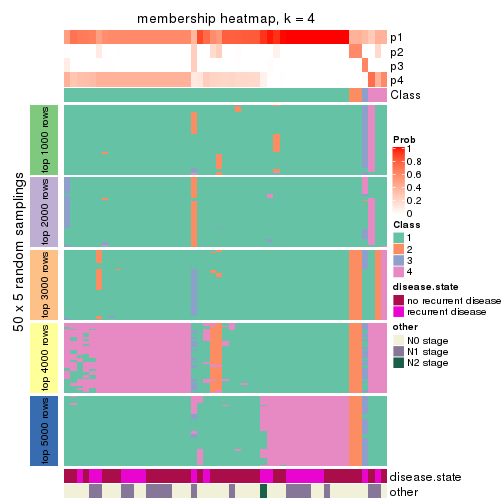 membership heatmap, k = 4
p1
p2
p3
p4
Class
50 x 5 random samplings
top 1000 rows
top 2000 rows
top 3000 rows
top 4000 rows
top 5000 rows
disease.state
other
Prob
1
0.8
0.6
0.4
0.2
0
Class
1
2
3
4
disease.state
no recurrent disease
recurrent disease
other
N0 stage
N1 stage
N2 stage